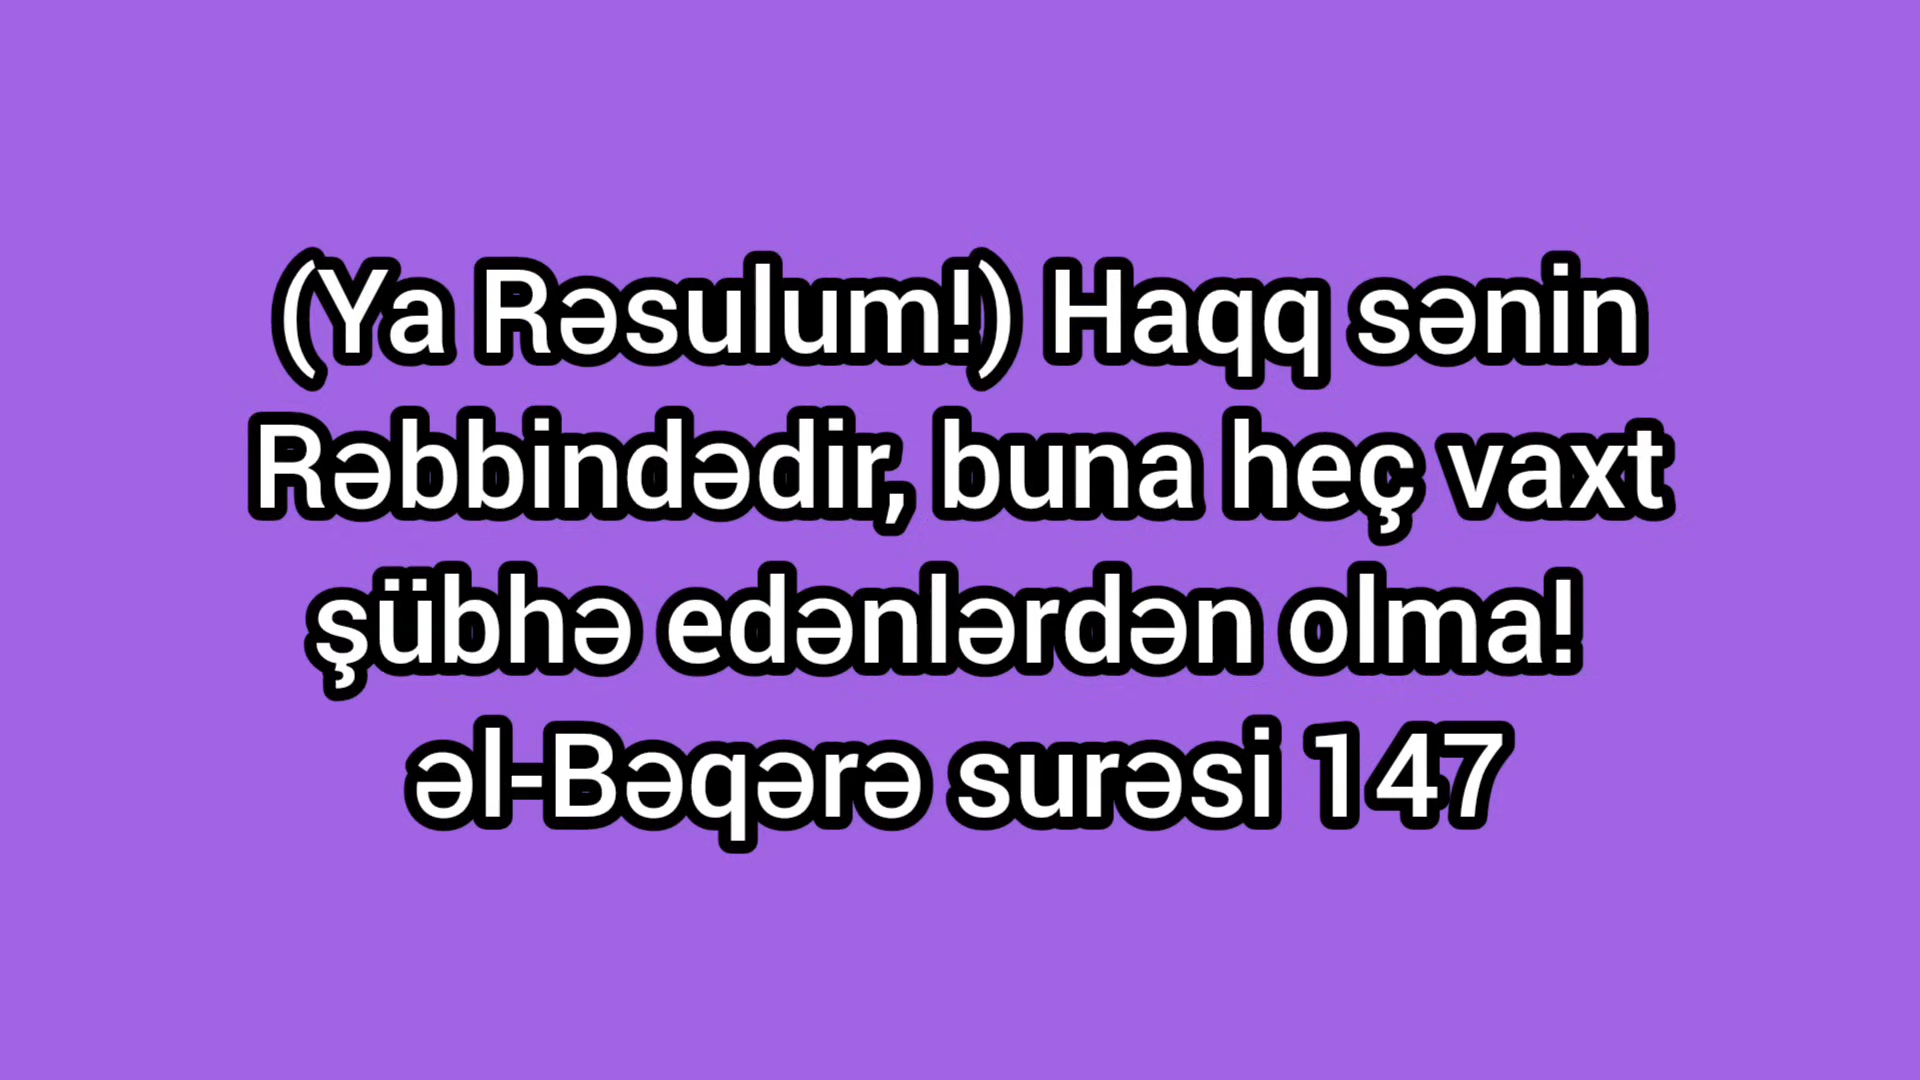 (Ya Rəsulum!) Haqq sənin
Rəbbindədir, buna heç vaxt
şübhə edənlərdən olma!
əl-Bəqərə surəsi 147